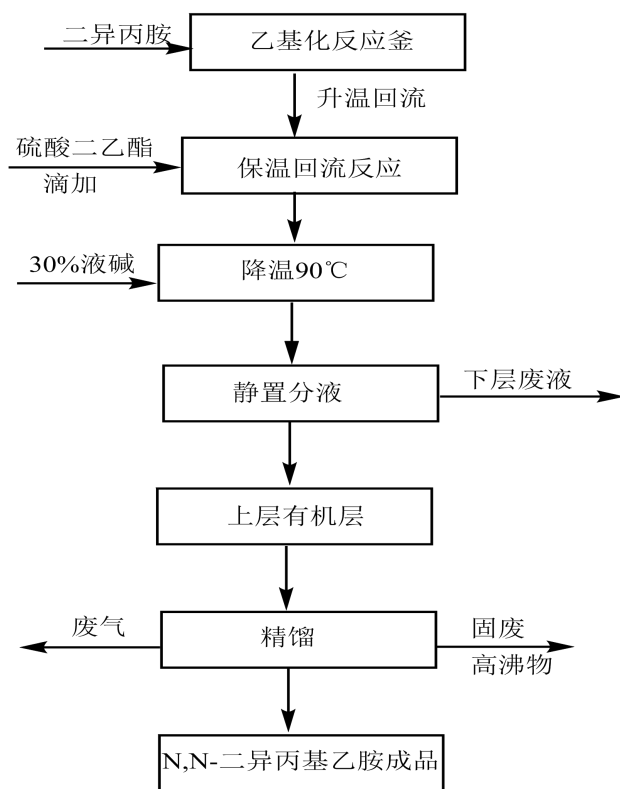 二异丙胺
乙基化反应釜
升温回流
硫酸二乙酯
滴加
保温回流反应
30%液碱
降温90℃
静置分液
下层废液
上层有机层
废气
精馏
固废
高沸物
N,N-二异丙基乙胺成品